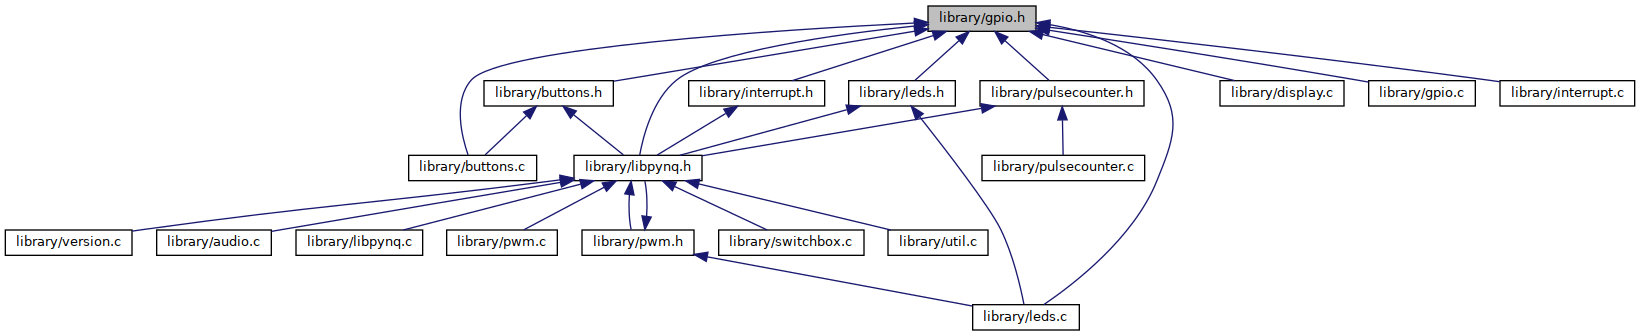 library/gpio.h
library/buttons.h
library/interrupt.h
library/leds.h
library/pulsecounter.h
library/display.c
library/gpio.c
library/interrupt.c
library/buttons.c
library/libpynq.h
library/pulsecounter.c
library/version.c
library/audio.c
library/libpynq.c
library/pwm.c
library/pwm.h
library/switchbox.c
library/util.c
library/leds.c